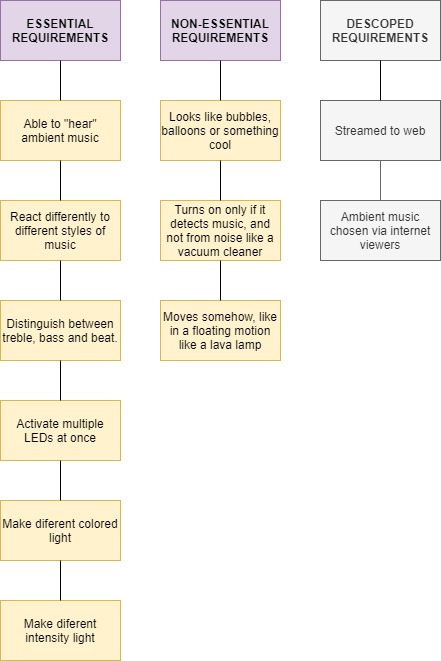 ESSENTIAL
REQUIREMENTS
Able to "hear"
ambient music
React differently to
different styles of
music
Distinguish between
treble, bass and beat.
Activate multiple
LEDs at once
Make diferent colored
light
Make diferent
intensity light
NON-ESSENTIAL
REQUIREMENTS
Looks like bubbles,
balloons or something
cool
Turns on only if it
detects music, and
not from noise like a
vacuum cleaner
Moves somehow, like
in a floating motion
like a lava lamp
DESCOPED
REQUIREMENTS
Streamed to web
Ambient music
chosen via internet
viewers